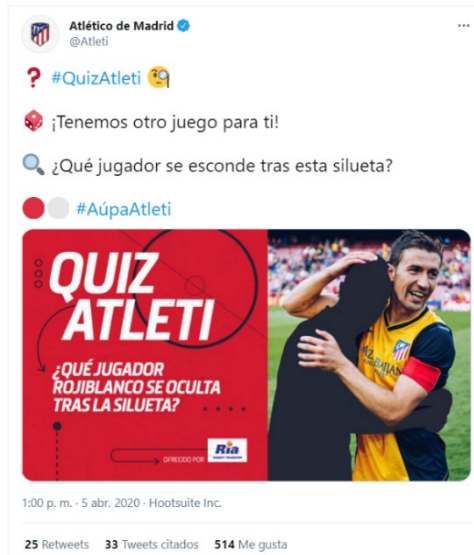 Atlético de Madrid
@Atleti
#QuizAtleti
¡Tenemos otro juego para ti!
¿Qué jugador se esconde tras esta silueta?
#AúpaAtleti
QUIZ
ATLETI
¿QUÉ JUGADOR
ROJIBLANCO SE OCULTA
TRAS LA SILUETA?
OFRECIDO POR
Ria
1:00 p. m. · 5 abr. 2020 · Hootsuite Inc.
25 Retweets 33 Tweets citados 514 Me gusta